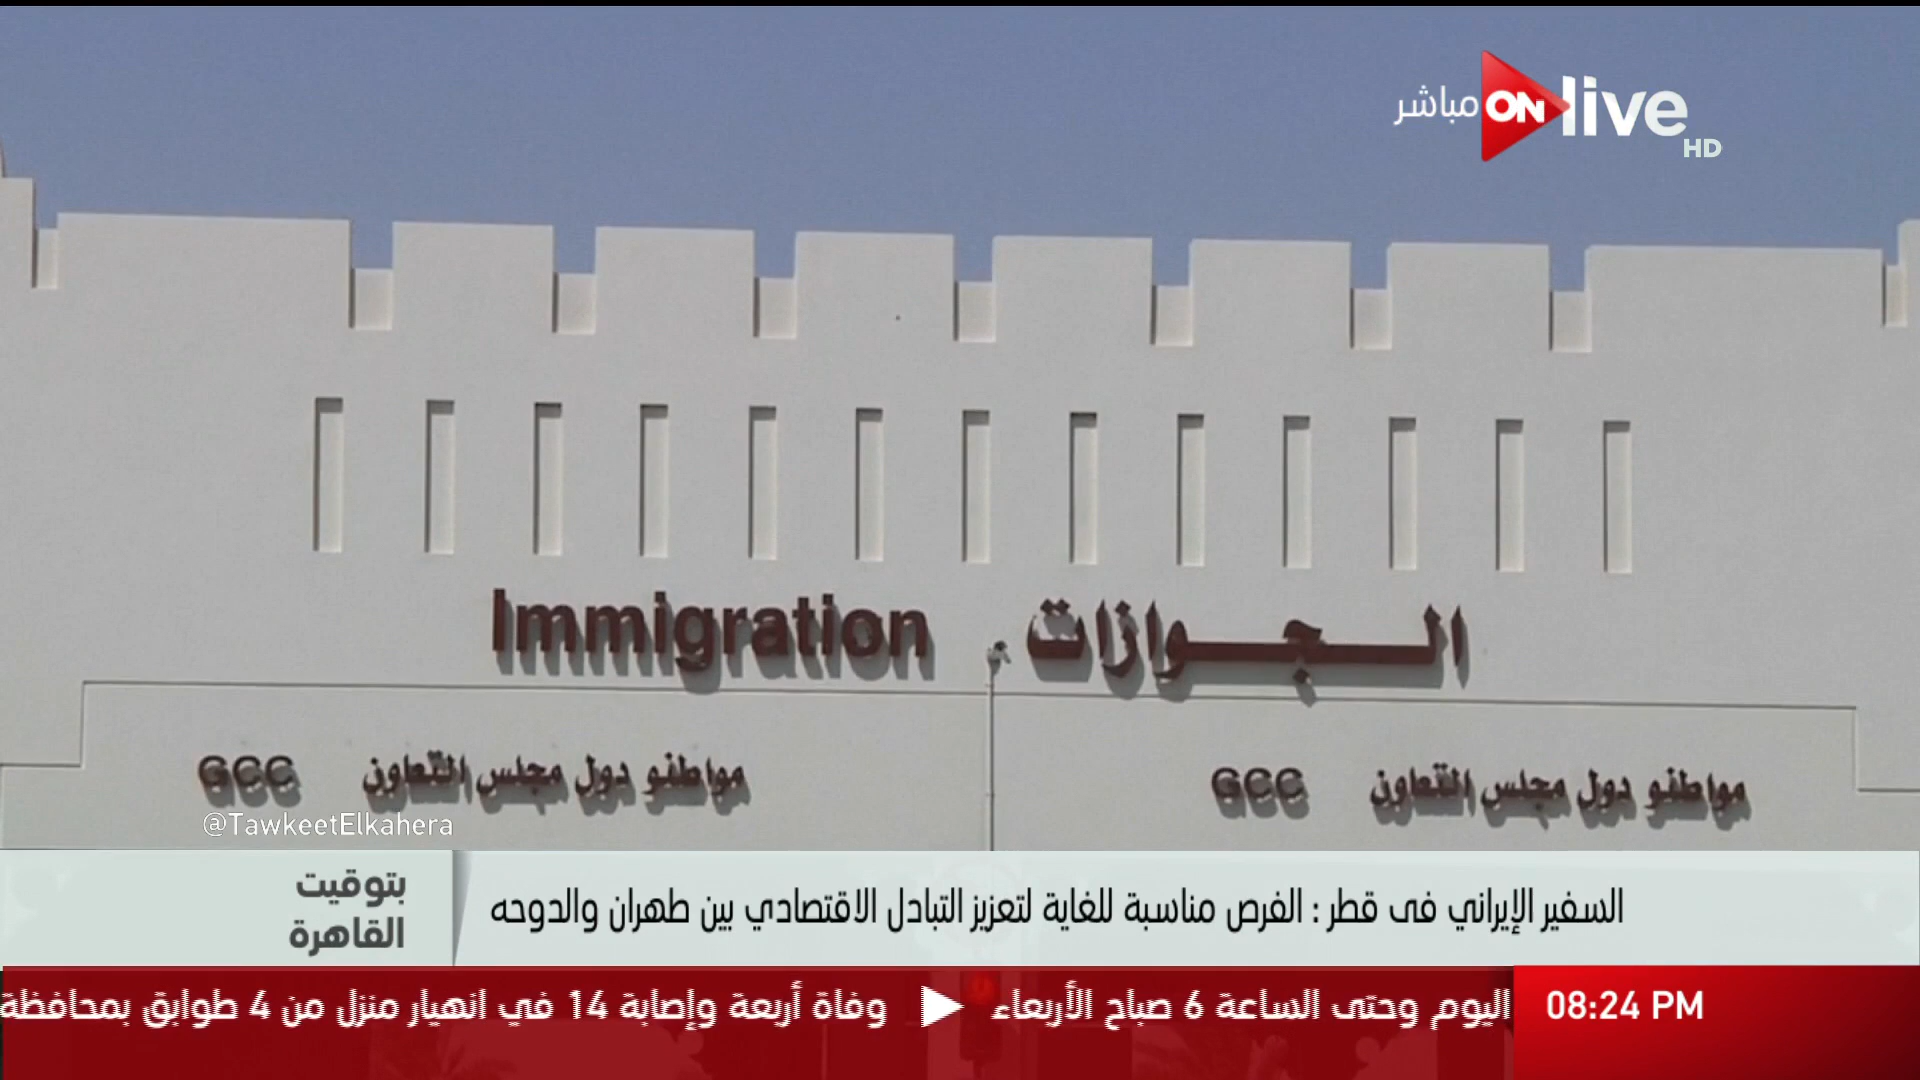 مباشر ON live
HD
Immigration الـــجـــوازات
GCC مواطنو دول مجلس التعاون
GCC مواطنو دول مجلس التعاون
@TawkeetElkahera
بتوقيت
القاهرة
السفير الإيراني فى قطر : الفرص مناسبة للغاية لتعزيز التبادل الاقتصادي بين طهران والدوحه
اليوم وحتى الساعة 6 صباح الأربعاء ▶ وفاة أربعة وإصابة 14 في انهيار منزل من 4 طوابق بمحافظة
08:24 PM